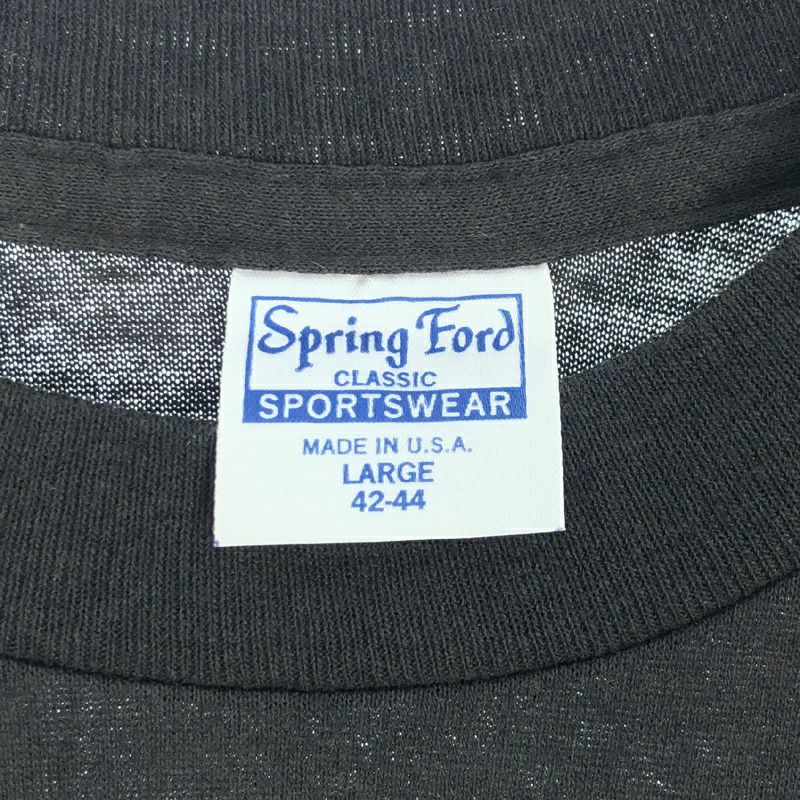 Spring Ford
CLASSIC
SPORTSWEAR
MADE IN U.S.A.
LARGE
42-44